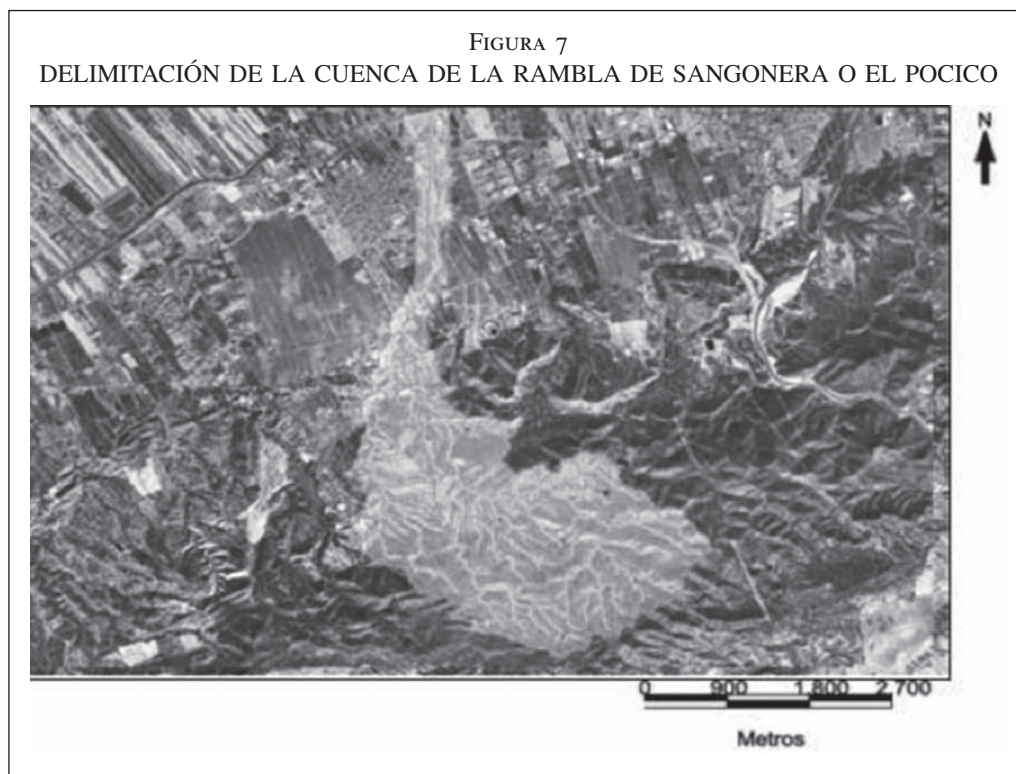 FIGURA 7
DELIMITACIÓN DE LA CUENCA DE LA RAMBLA DE SANGONERA O EL POCICO
N
0 900 1.800 2.700
Metros